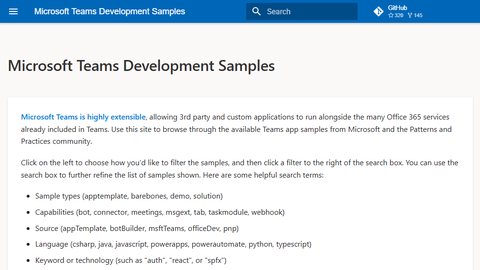 Microsoft Teams Development Samples
Search
GitHub
329 145
Microsoft Teams Development Samples
Microsoft Teams is highly extensible, allowing 3rd party and custom applications to run alongside the many Office 365 services
already included in Teams. Use this site to browse through the available Teams app samples from Microsoft and the Patterns and
Practices community.
Click on the left to choose how you'd like to filter the samples, and then click a filter to the right of the search box. You can use the
search box to further refine the list of samples shown. Here are some helpful search terms:
• Sample types (apptemplate, barebones, demo, solution)
• Capabilities (bot, connector, meetings, msgext, tab, taskmodule, webhook)
• Source (appTemplate, botBuilder, msftTeams, officeDev, pnp)
• Language (csharp, java, javascript, powerapps, powerautomate, python, typescript)
• Keyword or technology (such as "auth", "react", or "spfx")